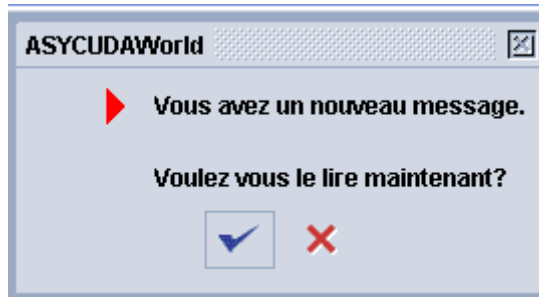 ASYCUDAWorld
Vous avez un nouveau message.
Voulez vous le lire maintenant?